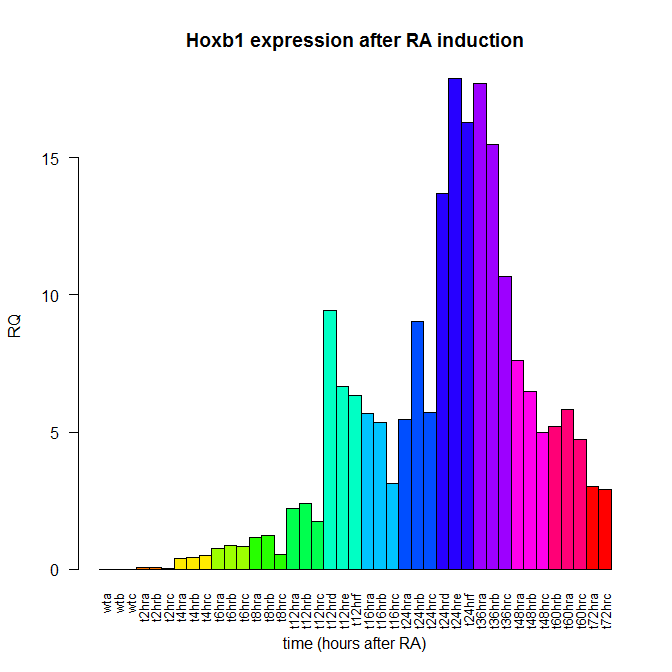 Hoxb1 expression after RA induction
RQ
15
10
5
0
wta
wtb
wtc
t2hra
t2hrb
t2hrc
t4hra
t4hrb
t4hrc
t6hra
t6hrb
t6hrc
t8hra
t8hrb
t8hrc
t12hra
t12hrb
t12hrc
t12hrd
t12hre
t12hrf
t16hra
t16hrb
t16hrc
t24hra
t24hrb
t24hrc
t24hrd
t24hre
t24hrf
t36hra
t36hrb
t36hrc
t48hra
t48hrb
t48hrc
t60hrb
t60hra
t60hrc
t72hra
t72hrc
time (hours after RA)